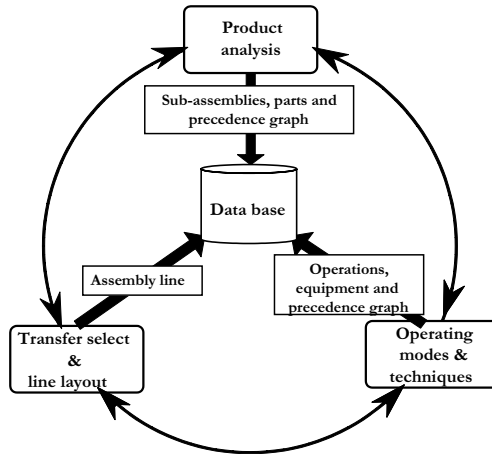 Product
analysis
Sub-assemblies, parts and
precedence graph
Data base
Assembly line
Operations,
equipment and
precedence graph
Transfer select
&
line layout
Operating
modes &
techniques